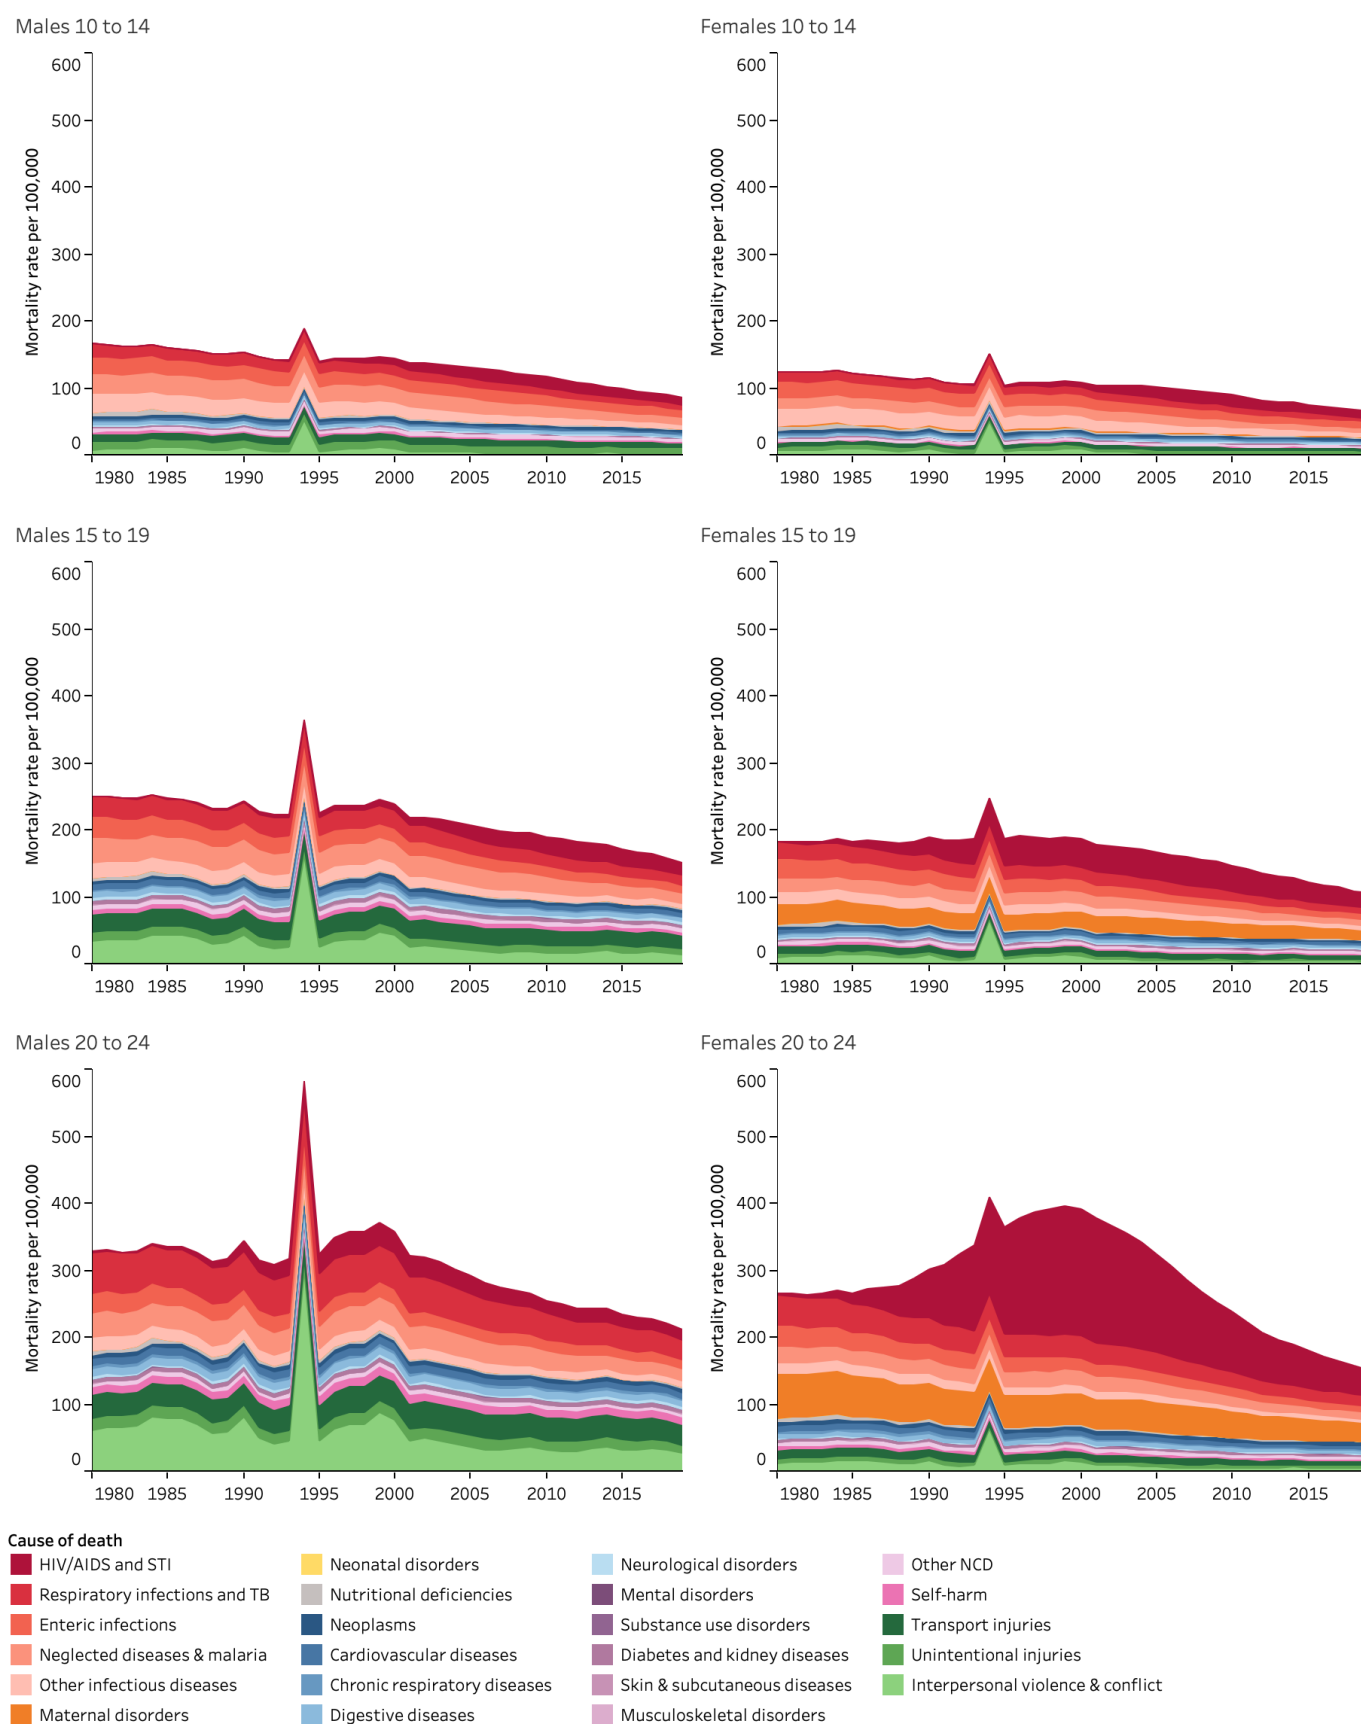 Males 10 to 14
Females 10 to 14
600
500
400
300
200
100
0
Mortality rate per 100,000
1980 1985 1990 1995 2000 2005 2010 2015
600
500
400
300
200
100
0
Mortality rate per 100,000
1980 1985 1990 1995 2000 2005 2010 2015
Males 15 to 19
Females 15 to 19
600
500
400
300
200
100
0
Mortality rate per 100,000
1980 1985 1990 1995 2000 2005 2010 2015
600
500
400
300
200
100
0
Mortality rate per 100,000
1980 1985 1990 1995 2000 2005 2010 2015
Males 20 to 24
Females 20 to 24
600
500
400
300
200
100
0
Mortality rate per 100,000
1980 1985 1990 1995 2000 2005 2010 2015
600
500
400
300
200
100
0
Mortality rate per 100,000
1980 1985 1990 1995 2000 2005 2010 2015
Cause of death
HIV/AIDS and STI
Respiratory infections and TB
Enteric infections
Neglected diseases & malaria
Other infectious diseases
Maternal disorders
Neonatal disorders
Nutritional deficiencies
Neoplasms
Cardiovascular diseases
Chronic respiratory diseases
Digestive diseases
Neurological disorders
Mental disorders
Substance use disorders
Diabetes and kidney diseases
Skin & subcutaneous diseases
Musculoskeletal disorders
Other NCD
Self-harm
Transport injuries
Unintentional injuries
Interpersonal violence & conflict